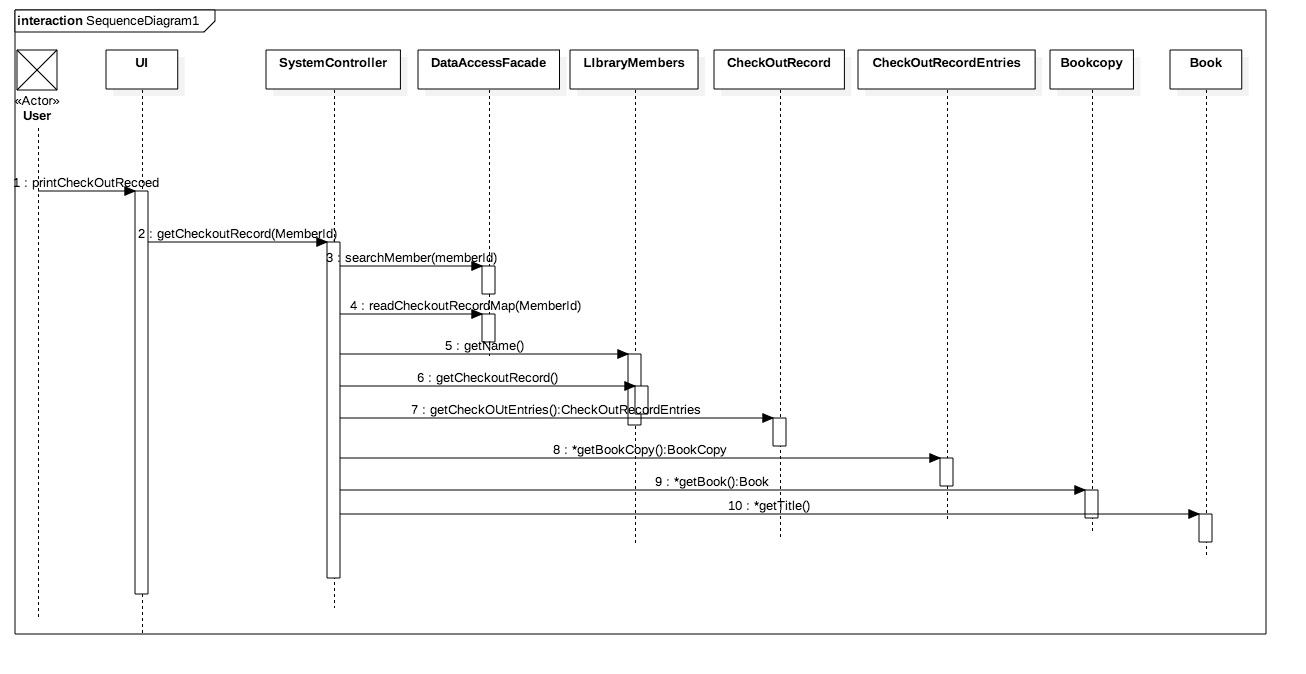 interaction SequenceDiagram1
UI
SystemController
DataAccessFacade
LIbraryMembers
CheckOutRecord
CheckOutRecordEntries
Bookcopy
Book
«Actor»
User
1 : printCheckOutRecoed
2 : getCheckoutRecord(MemberId)
3 : searchMember(memberId)
4 : readCheckoutRecordMap(MemberId)
5 : getName()
6 : getCheckoutRecord()
7 : getCheckOUtEntries():CheckOutRecordEntries
8 : *getBookCopy():BookCopy
9 : *getBook():Book
10 : *getTitle()